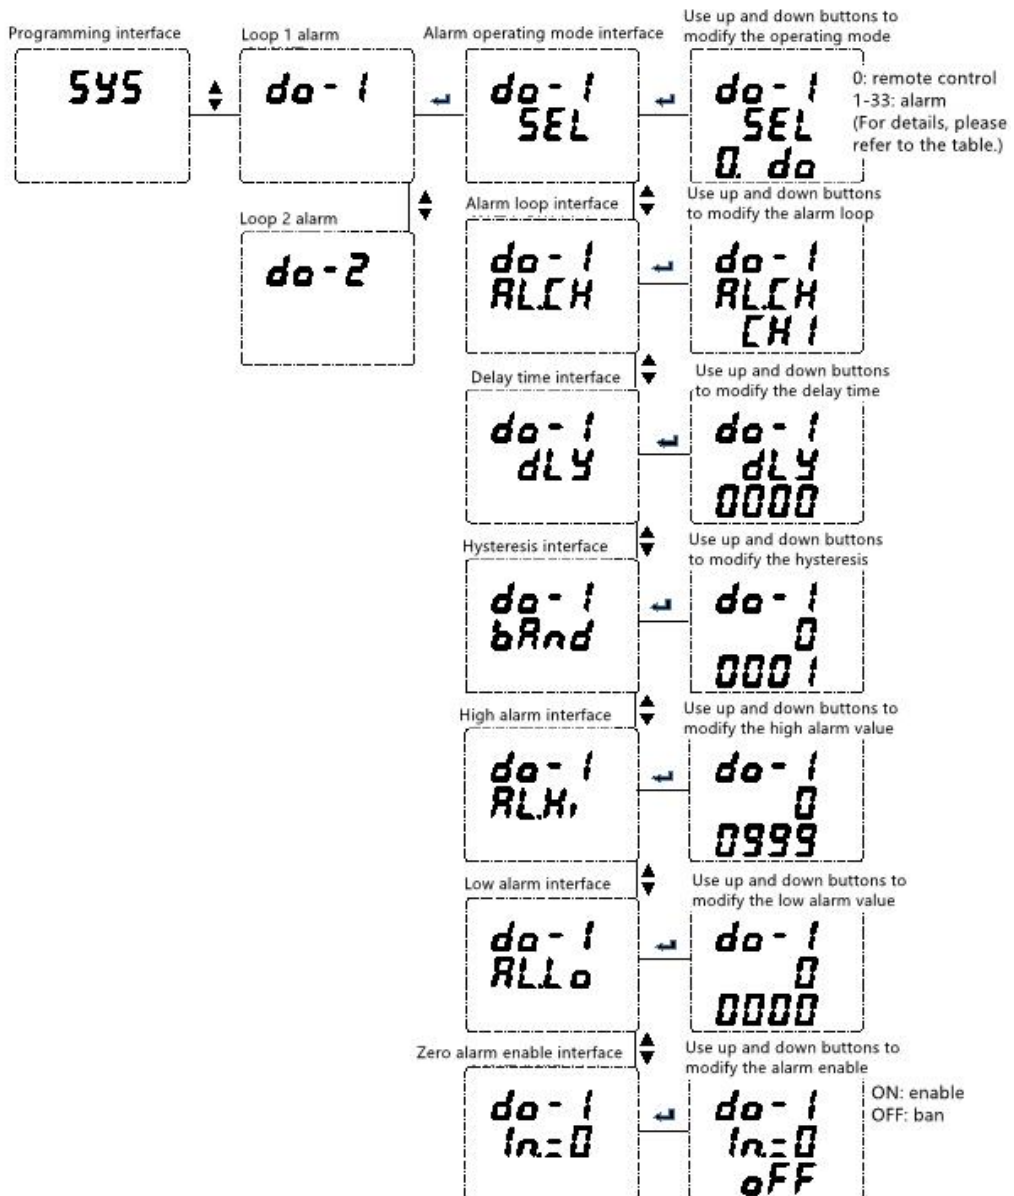 Programming interface
SYS
Loop 1 alarm
do-1
Loop 2 alarm
do-2
Alarm operating mode interface
do-1
SEL
Use up and down buttons to
modify the operating mode
do-1
SEL
0. do
0: remote control
1-33: alarm
(For details, please
refer to the table.)
Alarm loop interface
do-1
AL.CH
Use up and down buttons
to modify the alarm loop
do-1
AL.CH
CH1
Delay time interface
do-1
dLY
Use up and down buttons
to modify the delay time
do-1
dLY
0000
Hysteresis interface
do-1
bAnd
Use up and down buttons
to modify the hysteresis
do-1
0
0001
High alarm interface
do-1
AL.Hi
Use up and down buttons to
modify the high alarm value
do-1
0
0999
Low alarm interface
do-1
AL.Lo
Use up and down buttons to
modify the low alarm value
do-1
0
0000
Zero alarm enable interface
do-1
In=0
Use up and down buttons to
modify the alarm enable
do-1
In=0
oFF
ON: enable
OFF: ban